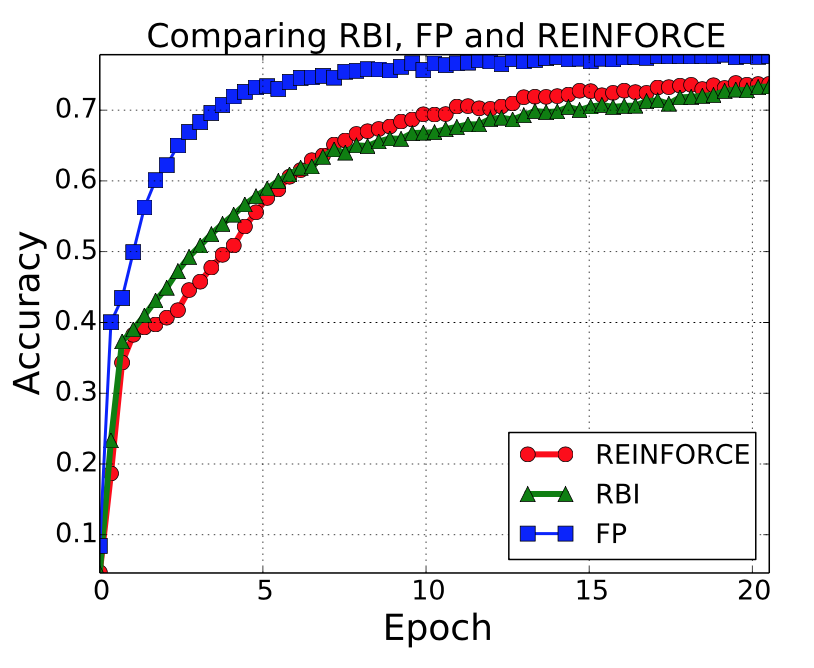 Comparing RBI, FP and REINFORCE
Accuracy
0.7
0.6
0.5
0.4
0.3
0.2
0.1
REINFORCE
RBI
FP
0 5 10 15 20
Epoch